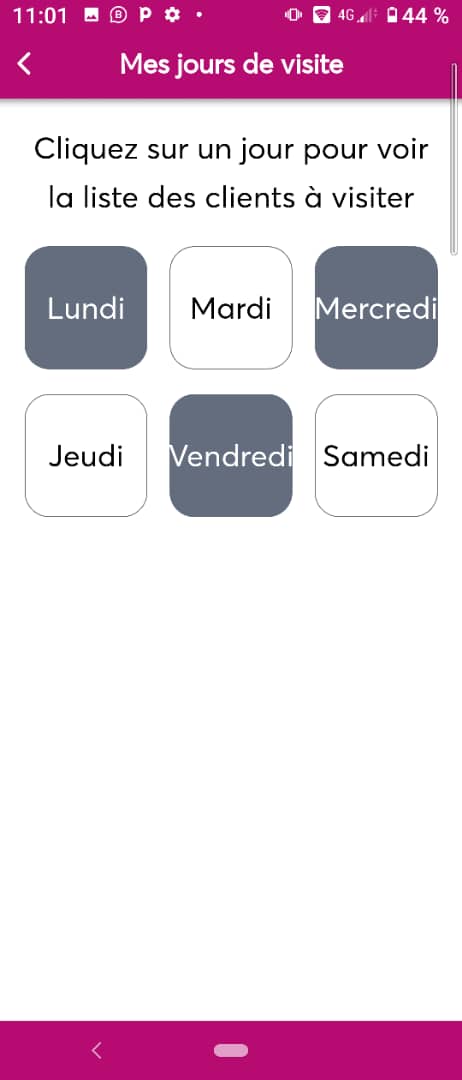 11:01 4G 44 %
Mes jours de visite
Cliquez sur un jour pour voir
la liste des clients à visiter
Lundi Mardi Mercredi
Jeudi Vendredi Samedi